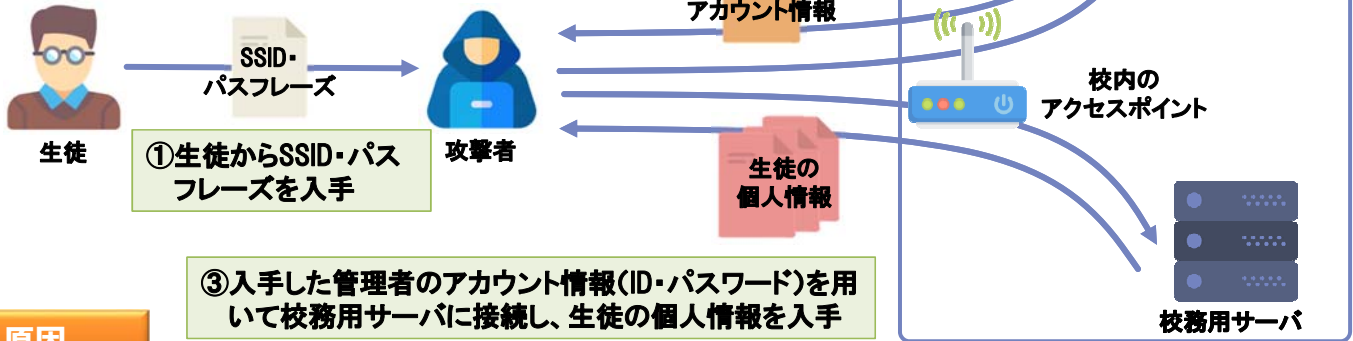 アカウント情報
SSID・
パスフレーズ
校内の
アクセスポイント
生徒
①生徒からSSID・パス
フレーズを入手
攻撃者
生徒の
個人情報
③入手した管理者のアカウント情報(ID・パスワード)を用
いて校務用サーバに接続し、生徒の個人情報を入手
校務用サーバ
原因